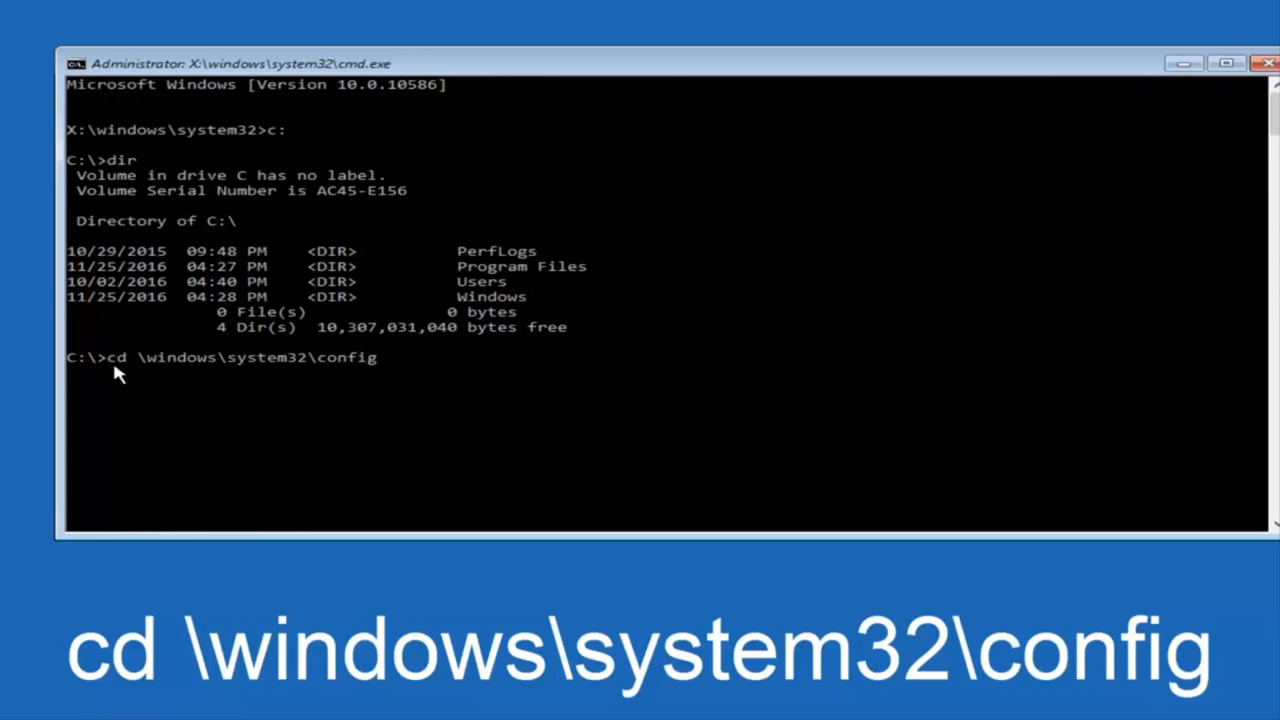 Administrator: X:\windows\system32\cmd.exe
Microsoft Windows [Version 10.0.10586]
X:\windows\system32>c:
C:\>dir
 Volume in drive C has no label.
 Volume Serial Number is AC45-E156
 Directory of C:\
10/29/2015  09:48 PM    <DIR>          PerfLogs
11/25/2016  04:27 PM    <DIR>          Program Files
10/02/2016  04:40 PM    <DIR>          Users
11/25/2016  04:28 PM    <DIR>          Windows
               0 File(s)              0 bytes
               4 Dir(s)  10,307,031,040 bytes free
C:\>cd \windows\system32\config
cd \windows\system32\config